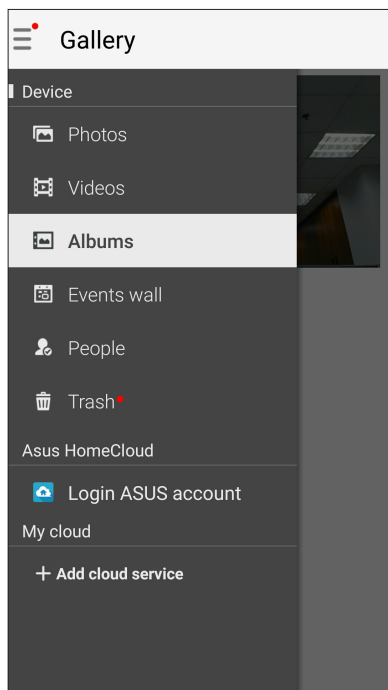 Gallery
Device
Photos
Videos
Albums
Events wall
People
Trash
Asus HomeCloud
Login ASUS account
My cloud
+ Add cloud service